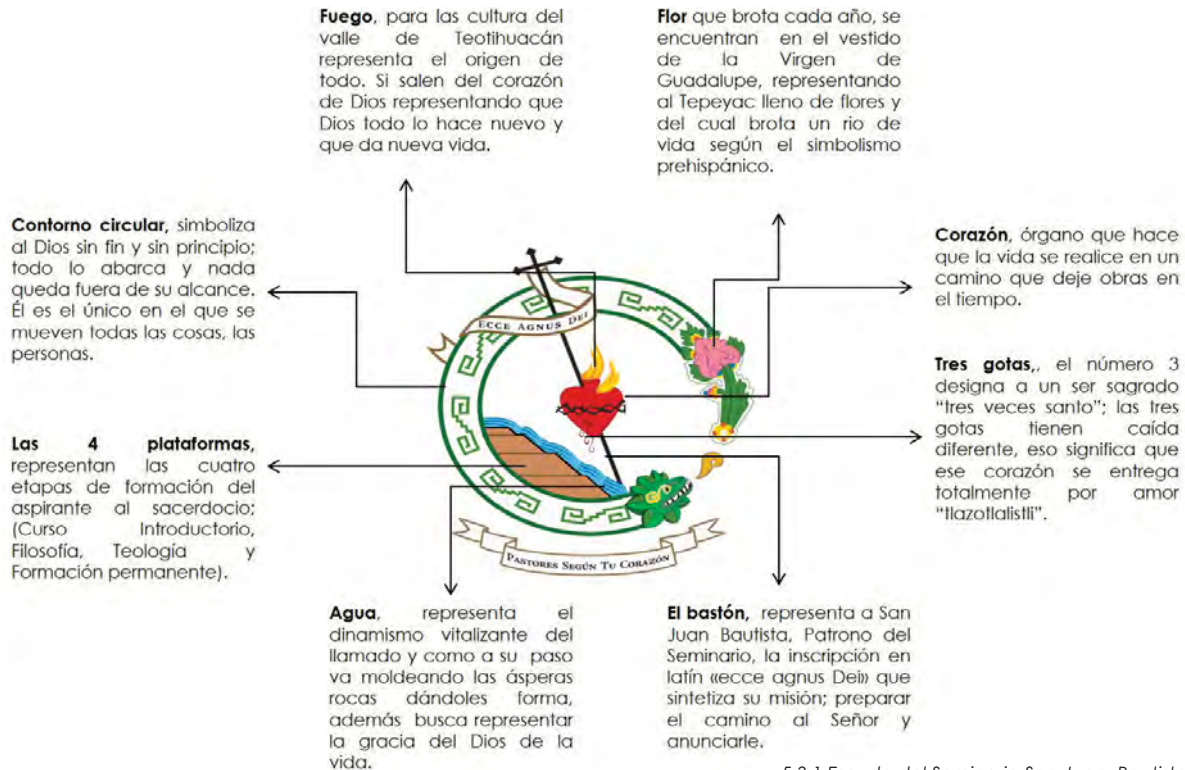 Fuego, para las cultura del
valle de Teotihuacán
representa el origen de
todo. Si salen del corazón
de Dios representando que
Dios todo lo hace nuevo y
que da nueva vida.
Flor que brota cada año, se
encuentran en el vestido
de la Virgen de
Guadalupe, representando
al Tepeyac lleno de flores y
del cual brota un rio de
vida según el simbolismo
prehispánico.
Contorno circular, simboliza
al Dios sin fin y sin principio;
todo lo abarca y nada
queda fuera de su alcance.
Él es el único en el que se
mueven todas las cosas, las
personas.
Corazón, órgano que hace
que la vida se realice en un
camino que deje obras en
el tiempo.
ECCE AGNUS DEI
Tres gotas,, el número 3
designa a un ser sagrado
"tres veces santo"; las tres
gotas tienen caída
diferente, eso significa que
ese corazón se entrega
totalmente por amor
"tlazotlalistli".
Las 4 plataformas,
representan las cuatro
etapas de formación del
aspirante al sacerdocio;
(Curso Introductorio,
Filosofía, Teología y
Formación permanente).
PASTORES SEGÚN TU CORAZÓN
Agua, representa el
dinamismo vitalizante del
llamado y como a su paso
va moldeando las ásperas
rocas dándoles forma,
además busca representar
la gracia del Dios de la
vida.
El bastón, representa a San
Juan Bautista, Patrono del
Seminario, la inscripción en
latín «ecce agnus Dei» que
sintetiza su misión; preparar
el camino al Señor y
anunciarle.